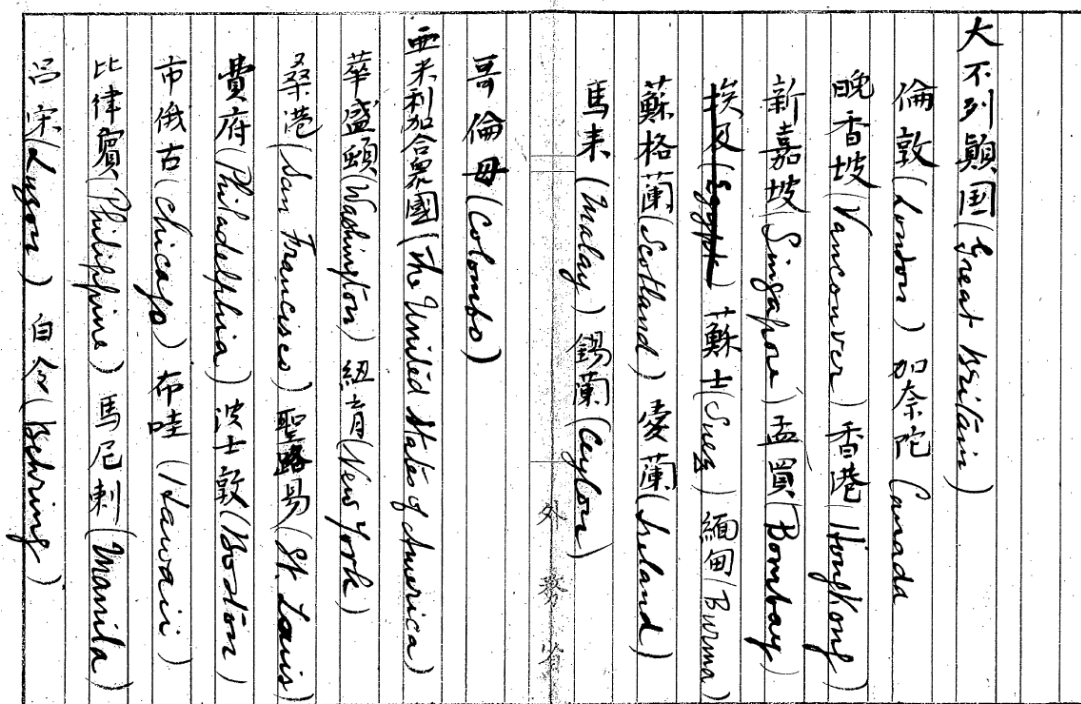 大不列顛国(Great Britain)
倫敦(London) 加奈陀 Canada
晩香坡(Vancouver) 香港(HongKong)
新嘉坡(Singapore) 孟買(Bombay)
埃及(Egypt) 蘇士(Suez) 緬甸(Burma)
蘇格蘭(Scotland) 愛蘭(Ireland)
馬来(Malay) 錫蘭(Ceylon)
外務省
哥倫母(Colombo)
亜米利加合衆國(The United States of America)
華盛頓(Washington) 紐育(New York)
桑港(San Francisco) 聖路易(St. Louis)
費府(Philadelphia) 波士敦(Boston)
市俄古(Chicago) 布哇(Hawaii)
比律賓(Philippine) 馬尼剌(Manila)
呂宋(Luzon) 白令(Behring)